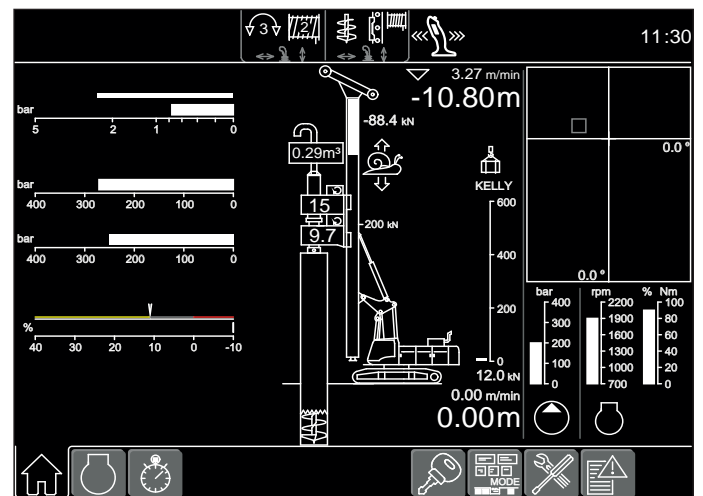 3 2
11:30
3.27 m/min
-10.80m
bar
5 2 1 0
-88.4 kN
0.29m³
0.0 °
KELLY
bar
400 300 200 100 0
600
15
200 kN
9.7
bar
400 300 200 100 0
400
0.0 °
bar rpm % Nm
400 2200 100
300 1900 80
200 1600 60
1300 40
100 1000 20
0 700 0
200
%
40 30 20 10 0 -10
0
12.0 kN
0.00 m/min
0.00m
MODE